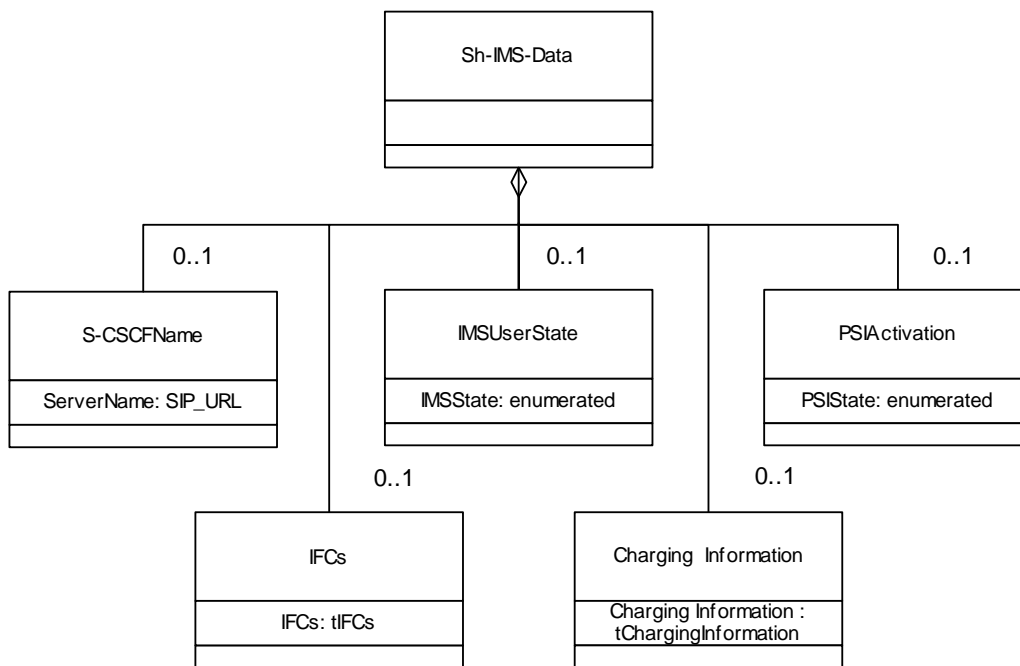 Sh-IMS-Data
0..1
0..1
0..1
S-CSCFName
IMSUserState
PSIActivation
ServerName: SIP_URL
IMSState: enumerated
PSIState: enumerated
0..1
0..1
IFCs
Charging Information
IFCs: tIFCs
Charging Information :
tChargingInformation